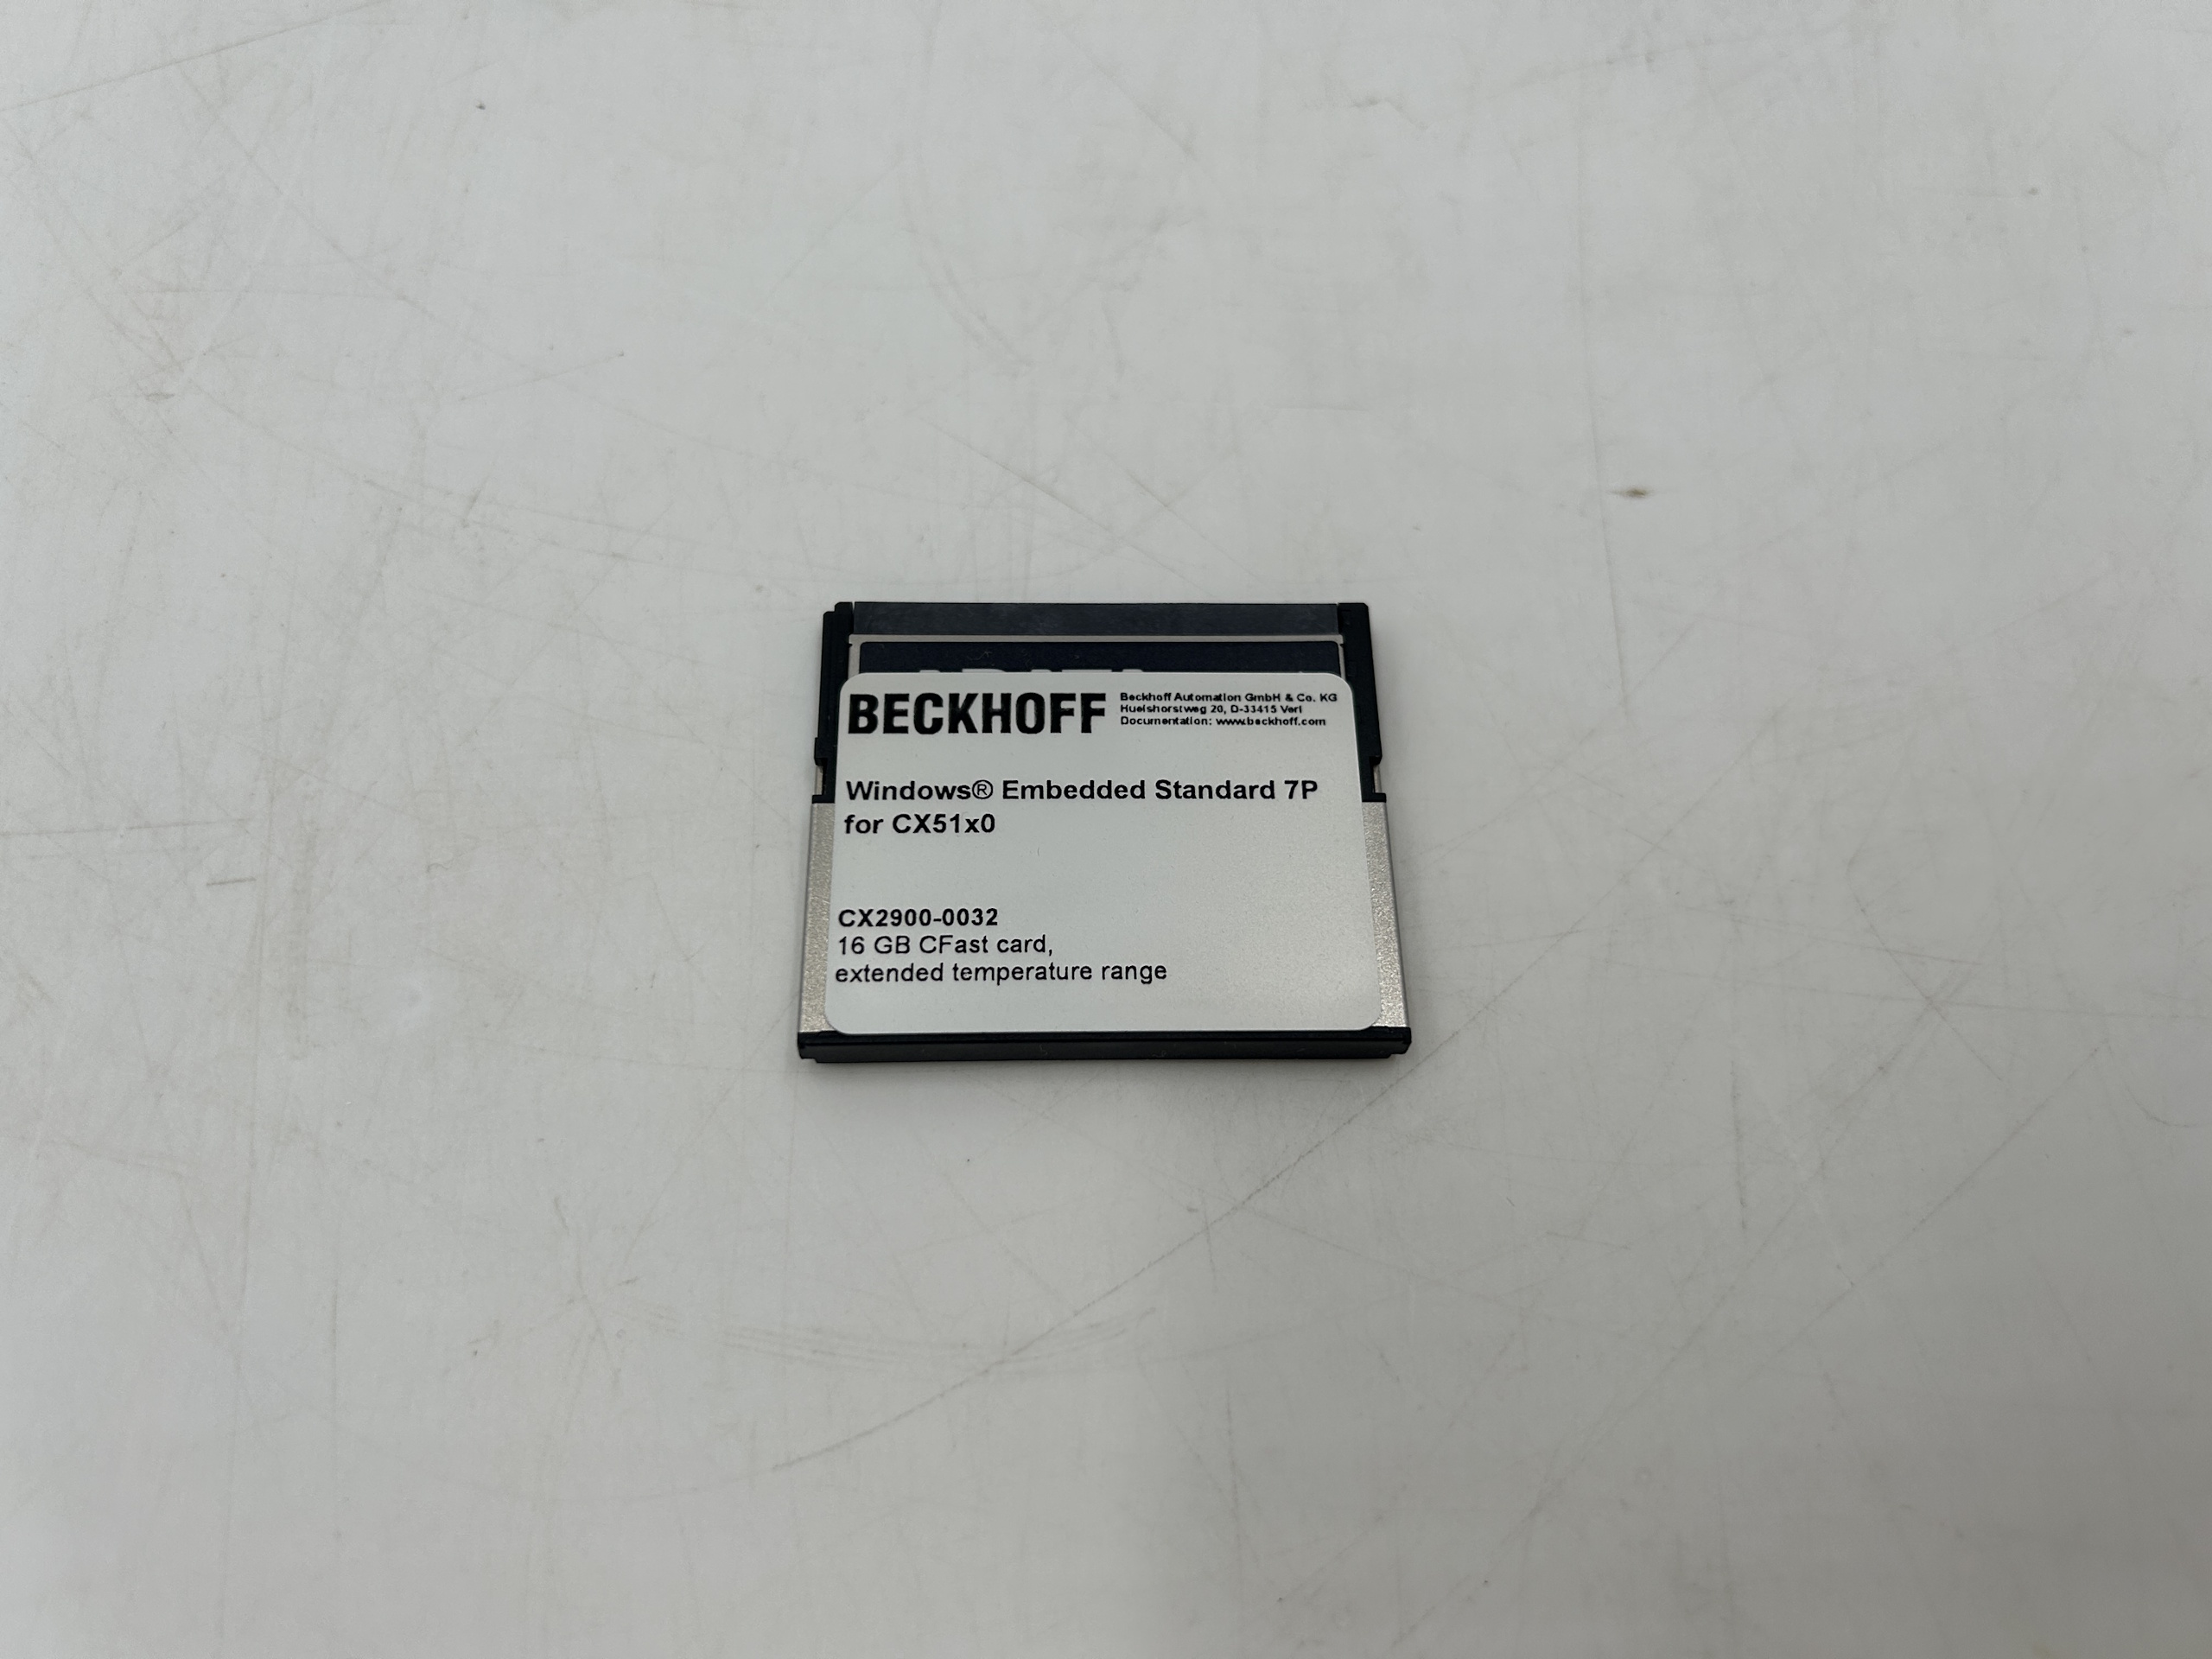 BECKHOFF
Beckhoff Automation GmbH & Co. KG
Huelshorstweg 20, D-33415 Verl
Documentation: www.beckhoff.com
Windows® Embedded Standard 7P
for CX51x0
CX2900-0032
16 GB CFast card,
extended temperature range